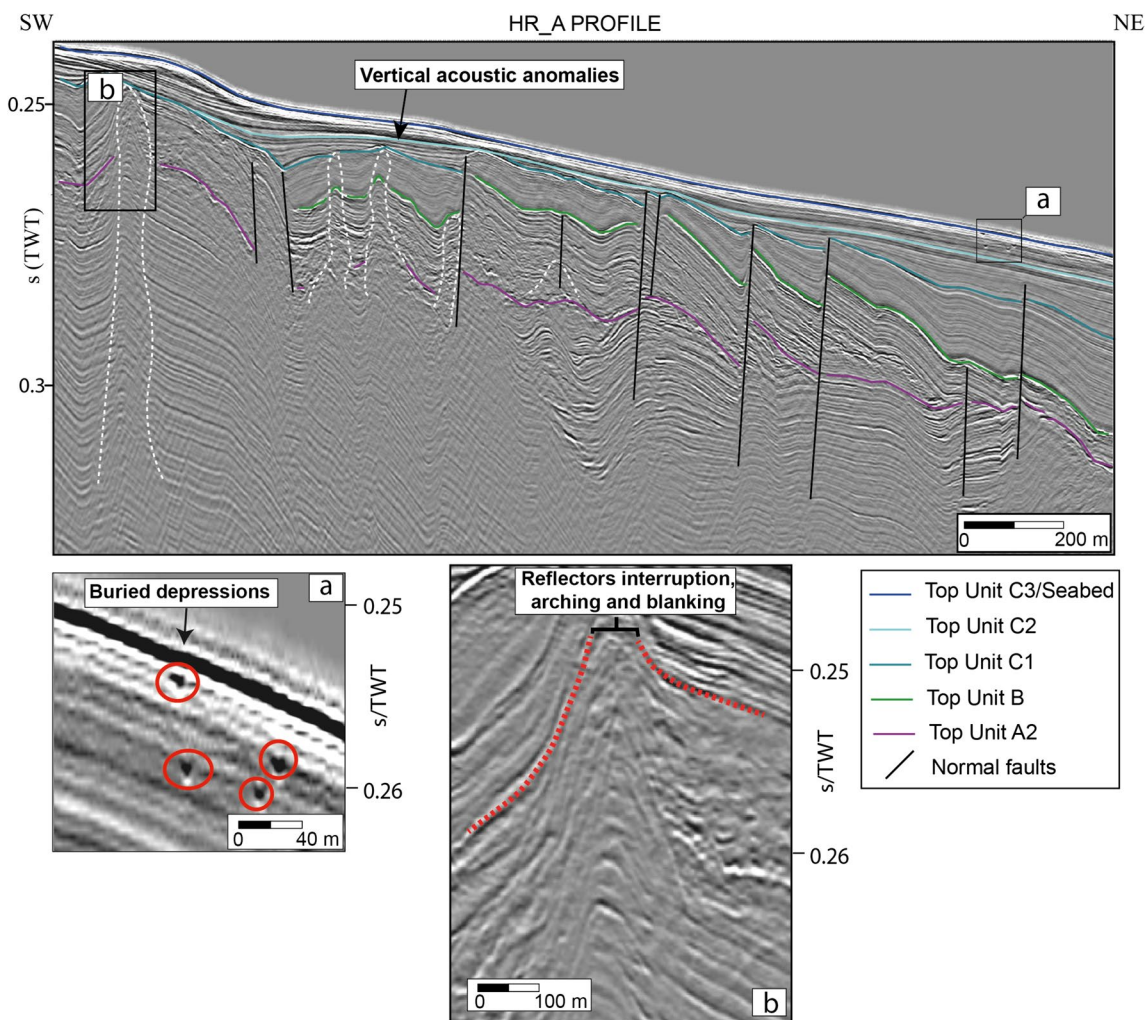 SW
HR_A PROFILE
NE
b
Vertical acoustic anomalies
0.25
a
s (TWT)
0.3
0
200 m
Buried depressions
a
0.25
s/TWT
0.26
0
40 m
Reflectors interruption,
arching and blanking
0.25
s/TWT
0.26
0
100 m
b
Top Unit C3/Seabed
Top Unit C2
Top Unit C1
Top Unit B
Top Unit A2
Normal faults